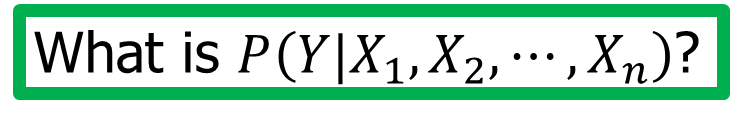 What is 𝑃(𝑌|𝑋₁, 𝑋₂, ⋯ , 𝑋ₙ)?